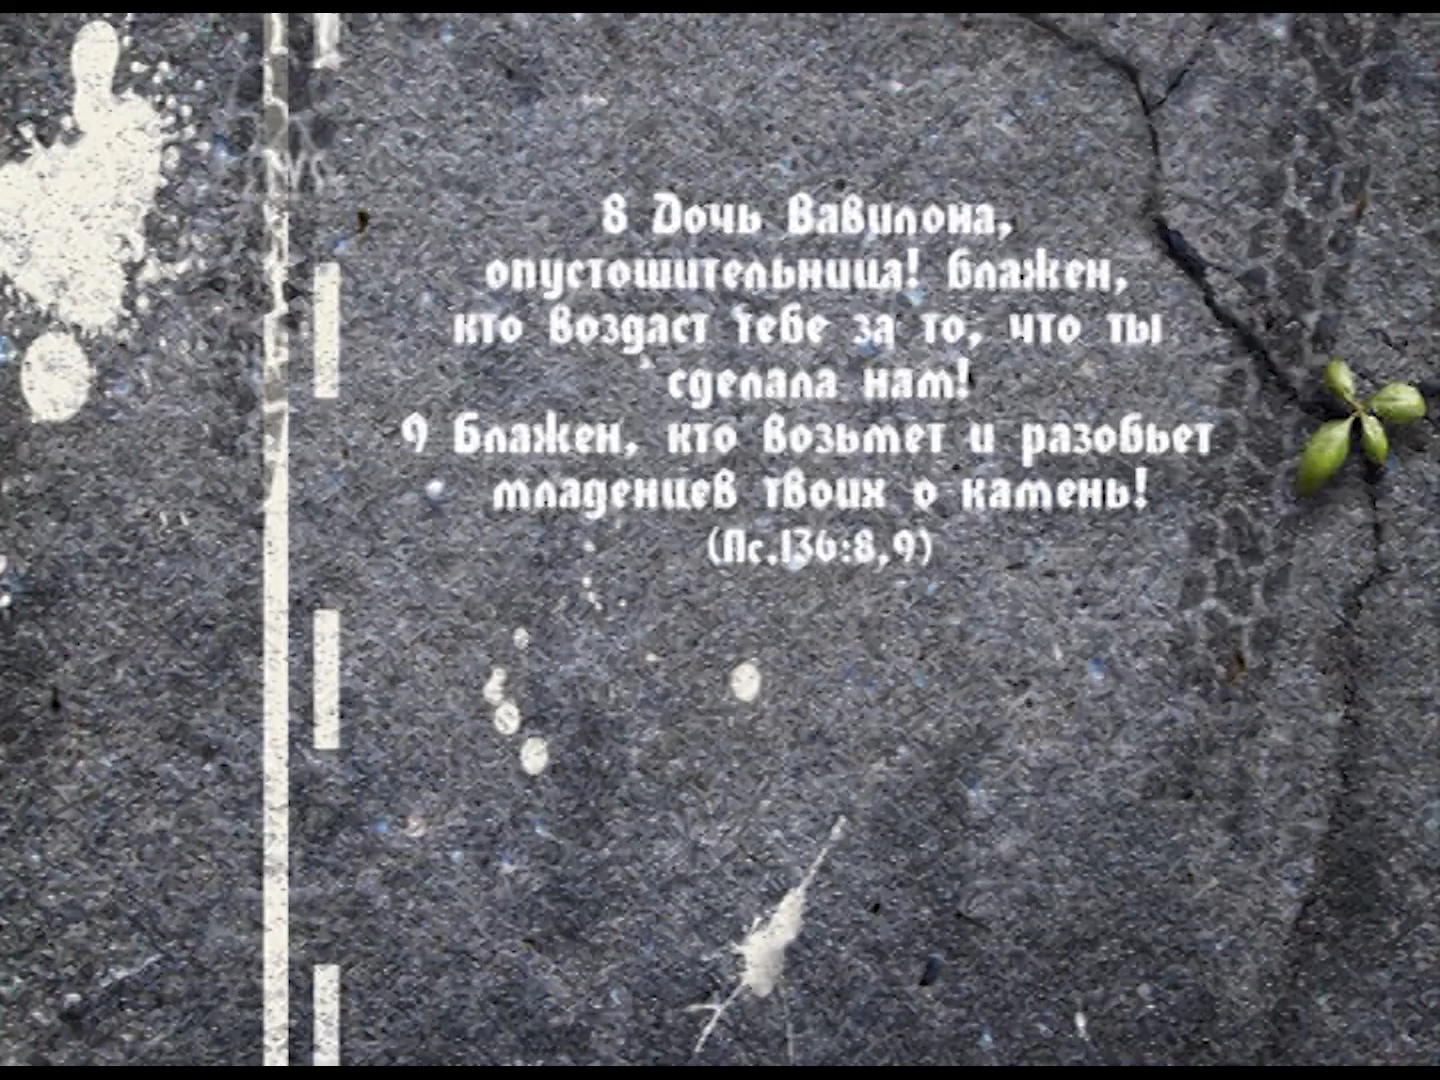 8 Дочь Вавилона,
опустошительница! блажен,
кто воздаст тебе за то, что ты
сделала нам!
9 Блажен, кто возьмет и разобьет
младенцев твоих о камень!
(Пс.136:8,9)